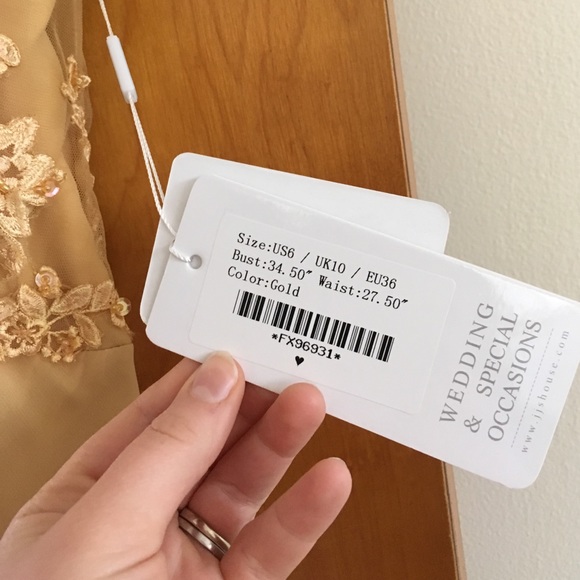 Size:US6 / UK10 / EU36
Bust:34.50″ Waist:27.50″
Color:Gold
*FX96931*
♥
WEDDING
& SPECIAL
OCCASIONS
www.jjshouse.com